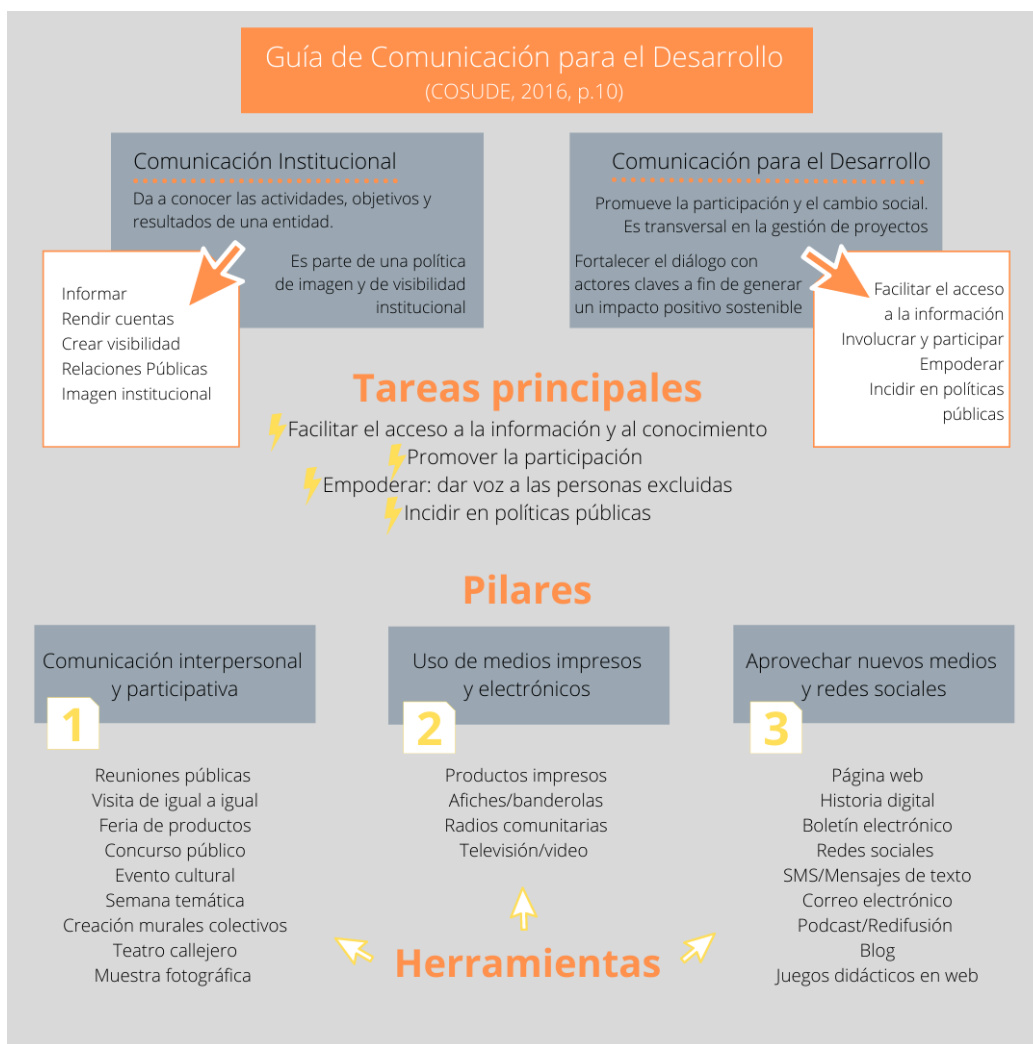 Guía de Comunicación para el Desarrollo
(COSUDE, 2016, p.10)
Comunicación Institucional
Da a conocer las actividades, objetivos y
resultados de una entidad.
Es parte de una política
de imagen y de visibilidad
institucional
Informar
Rendir cuentas
Crear visibilidad
Relaciones Públicas
Imagen institucional
Comunicación para el Desarrollo
Promueve la participación y el cambio social.
Es transversal en la gestión de proyectos
Fortalecer el diálogo con
actores claves a fin de generar
un impacto positivo sostenible
Facilitar el acceso
a la información
Involucrar y participar
Empoderar
Incidir en políticas
públicas
Tareas principales
Facilitar el acceso a la información y al conocimiento
Promover la participación
Empoderar: dar voz a las personas excluidas
Incidir en políticas públicas
Pilares
Comunicación interpersonal
y participativa
1
Reuniones públicas
Visita de igual a igual
Feria de productos
Concurso público
Evento cultural
Semana temática
Creación murales colectivos
Teatro callejero
Muestra fotográfica
Uso de medios impresos
y electrónicos
2
Productos impresos
Afiches/banderolas
Radios comunitarias
Televisión/video
Aprovechar nuevos medios
y redes sociales
3
Página web
Historia digital
Boletín electrónico
Redes sociales
SMS/Mensajes de texto
Correo electrónico
Podcast/Redifusión
Blog
Juegos didácticos en web
Herramientas